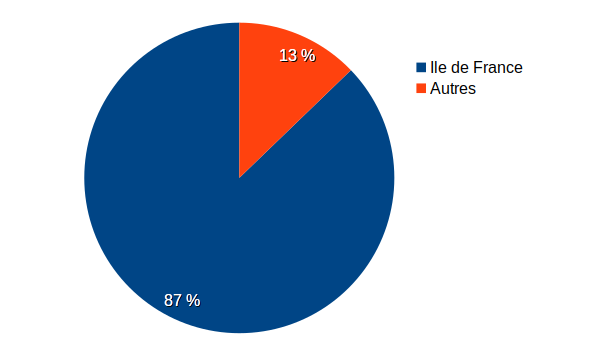 13 %
Ile de France
Autres
87 %